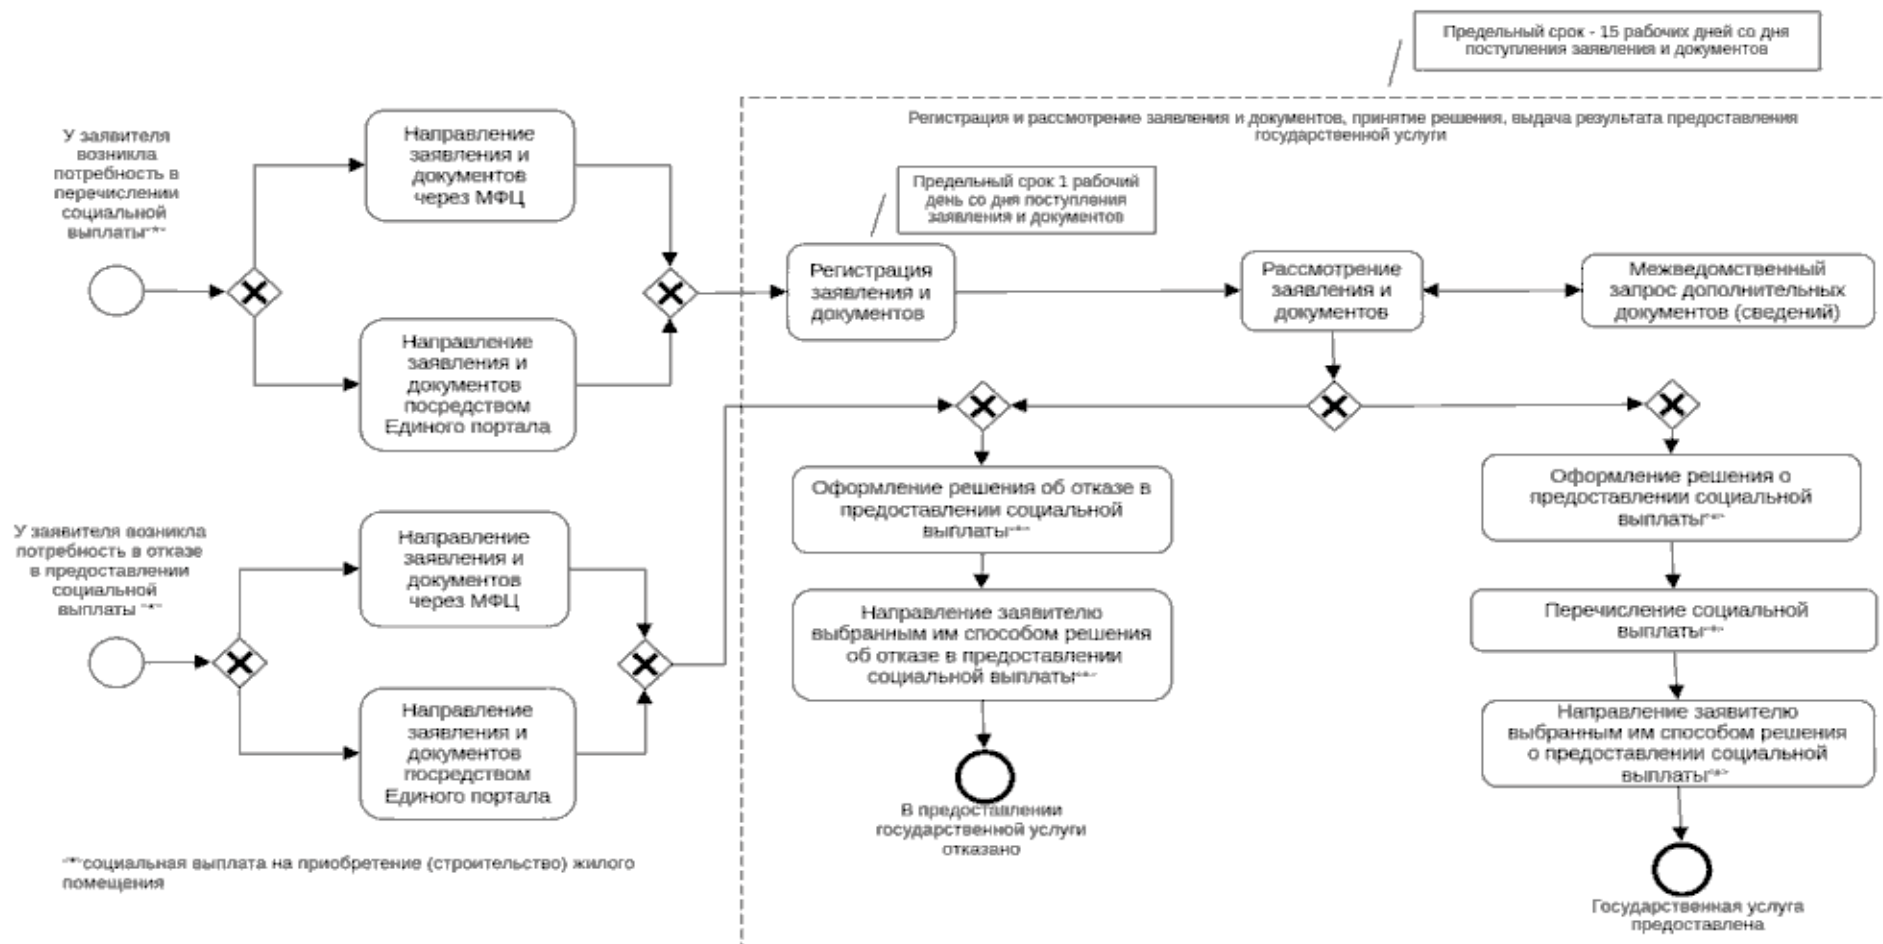 Предельный срок - 15 рабочих дней со дня
поступления заявления и документов
Регистрация и рассмотрение заявления и документов, принятие решения, выдача результата предоставления
государственной услуги
У заявителя
возникла
потребность в
перечислении
социальной
выплаты"*"
Направление
заявления и
документов
через МФЦ
Направление
заявления и
документов
посредством
Единого портала
Предельный срок 1 рабочий
день со дня поступления
заявления и документов
Регистрация
заявления и
документов
Рассмотрение
заявления и
документов
Межведомственный
запрос дополнительных
документов (сведений)
У заявителя возникла
потребность в отказе
в предоставлении
социальной
выплаты "*"
Направление
заявления и
документов
через МФЦ
Направление
заявления и
документов
посредством
Единого портала
Оформление решения об отказе в
предоставлении социальной
выплаты"*"
Направление заявителю
выбранным им способом решения
об отказе в предоставлении
социальной выплаты"*"
В предоставлении
государственной услуги
отказано
Оформление решения о
предоставлении социальной
выплаты"*"
Перечисление социальной
выплаты"*"
Направление заявителю
выбранным им способом решения
о предоставлении социальной
выплаты"*"
Государственная услуга
предоставлена
"*"социальная выплата на приобретение (строительство) жилого
помещения